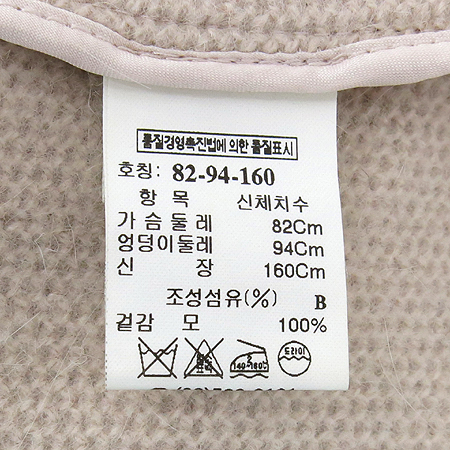 품질경영촉진법에 의한 품질표시
호칭: 82-94-160
항 목 신체치수
가 슴 둘 레 82Cm
엉덩이둘레 94Cm
신 장 160Cm
조성섬유(%) B
겉감 모 100%
140~160℃ 드라이